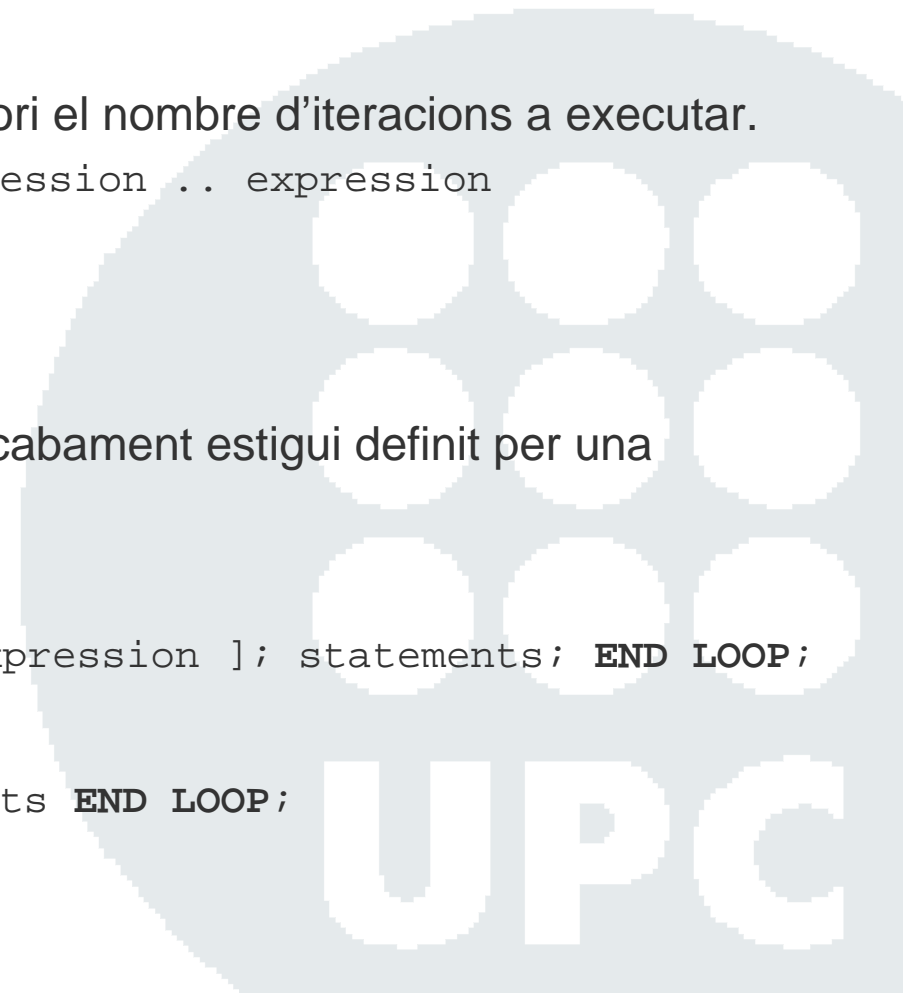 ori el nombre d’iteracions a executar.
ession .. expression
cabament estigui definit per una
pression ]; statements; END LOOP;
ts END LOOP;
UPC